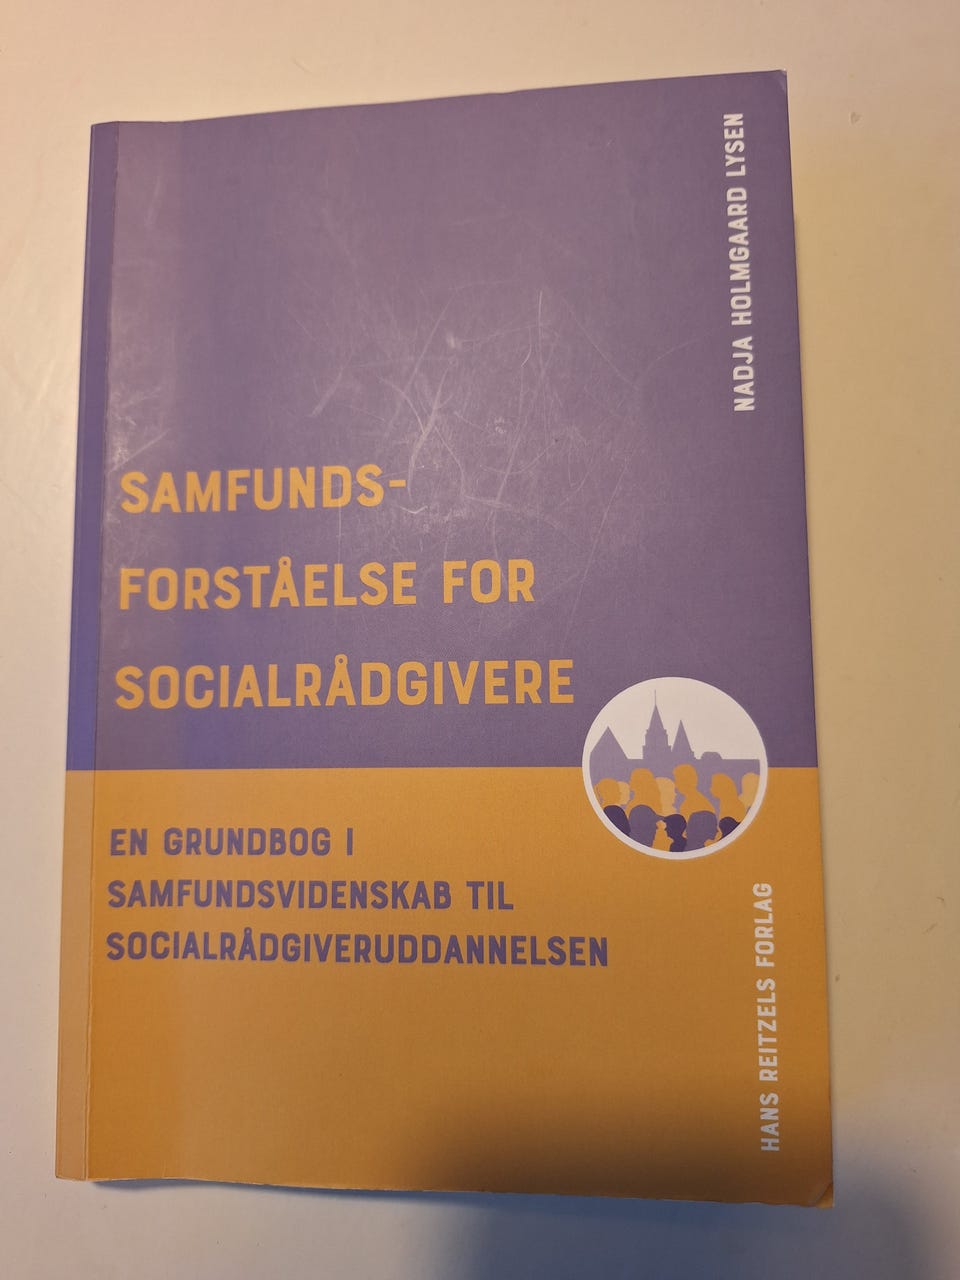 NADJA HOLMGAARD LYSEN
SAMFUNDS-
FORSTÅELSE FOR
SOCIALRÅDGIVERE
EN GRUNDBOG I
SAMFUNDSVIDENSKAB TIL
SOCIALRÅDGIVERUDDANNELSEN
HANS REITZELS FORLAG